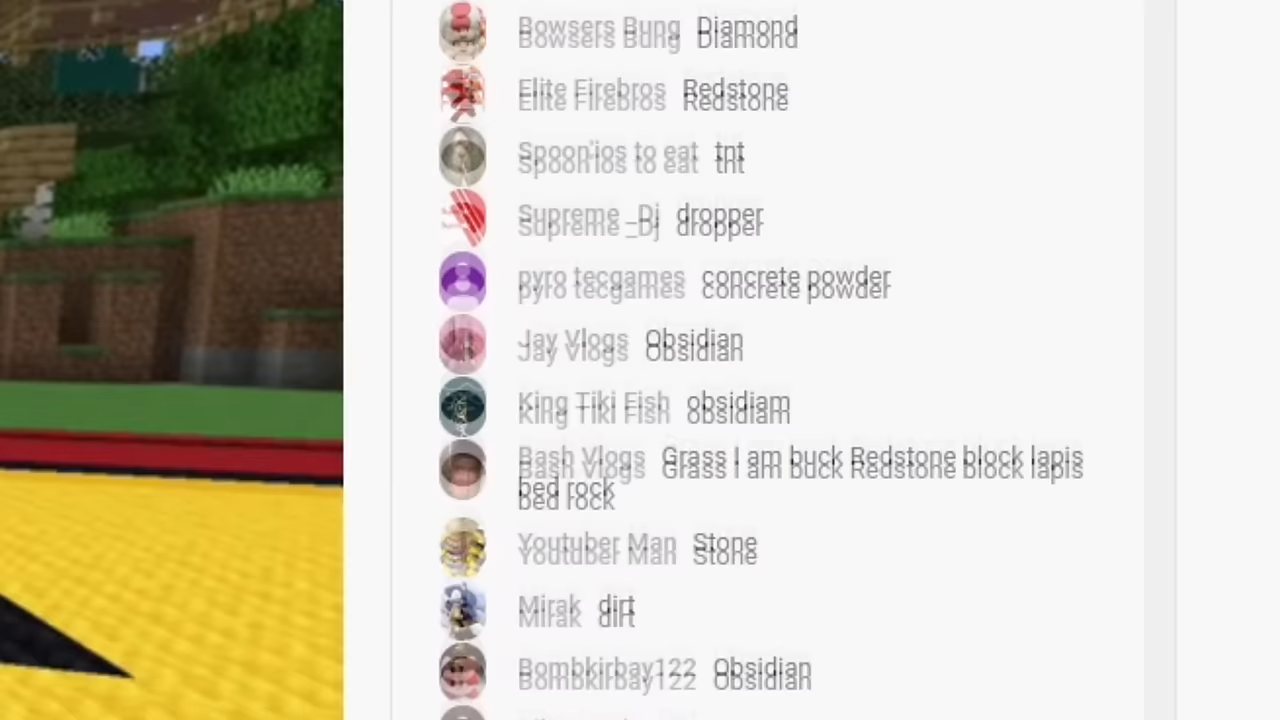 Bowsers Bung Diamond
Elite Firebros Redstone
Spoon'ios to eat tnt
Supreme _Dj dropper
pyro tecgames concrete powder
Jay Vlogs Obsidian
King Tiki Fish obsidiam
Bash Vlogs Grass I am buck Redstone block lapis
bed rock
Youtuber Man Stone
Mirak dirt
Bombkirbay122 Obsidian